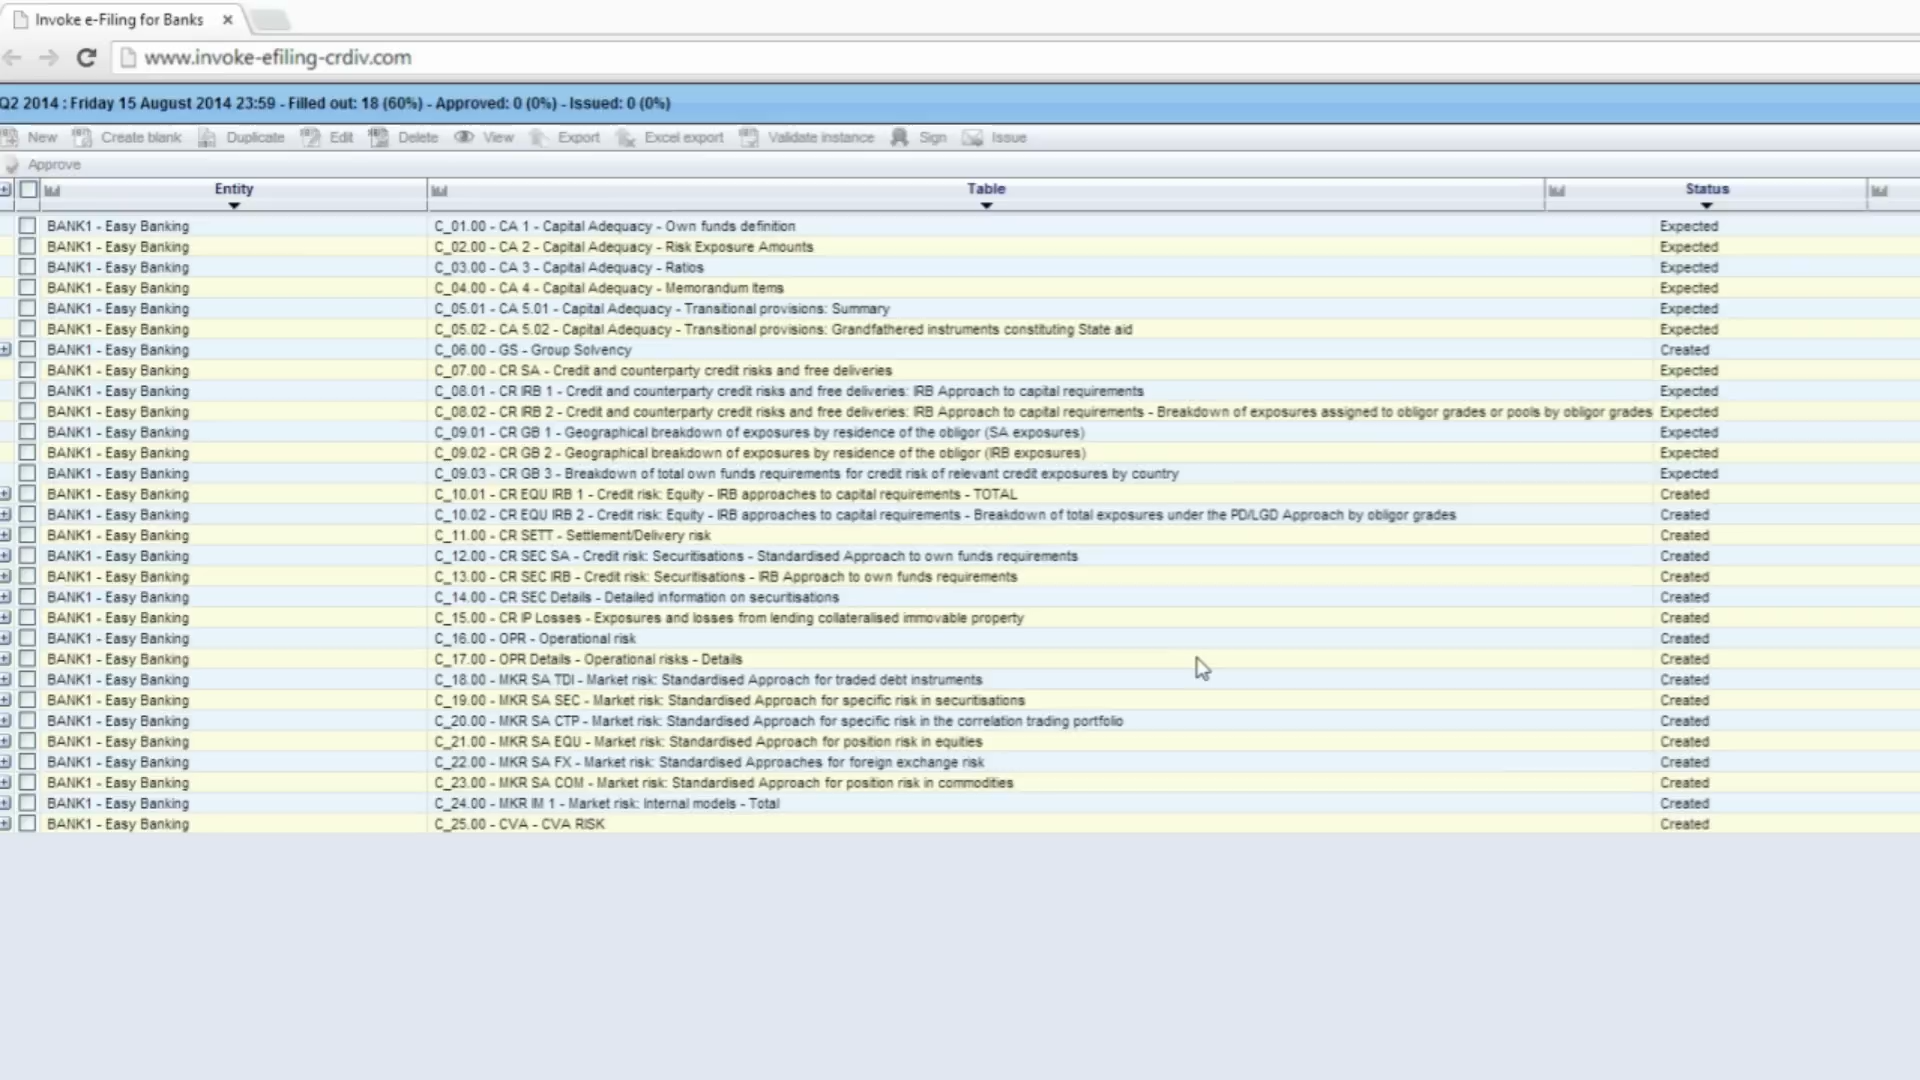 Invoke e-Filing for Banks
www.invoke-efiling-crdiv.com
Q2 2014 : Friday 15 August 2014 23:59 - Filled out: 18 (60%) - Approved: 0 (0%) - Issued: 0 (0%)
New Create blank Duplicate Edit Delete View Export Excel export Validate instance Sign Issue
Approve
Entity Table Status
BANK1 - Easy Banking C_01.00 - CA 1 - Capital Adequacy - Own funds definition Expected
BANK1 - Easy Banking C_02.00 - CA 2 - Capital Adequacy - Risk Exposure Amounts Expected
BANK1 - Easy Banking C_03.00 - CA 3 - Capital Adequacy - Ratios Expected
BANK1 - Easy Banking C_04.00 - CA 4 - Capital Adequacy - Memorandum Items Expected
BANK1 - Easy Banking C_05.01 - CA 5.01 - Capital Adequacy - Transitional provisions: Summary Expected
BANK1 - Easy Banking C_05.02 - CA 5.02 - Capital Adequacy - Transitional provisions: Grandfathered instruments constituting State aid Expected
BANK1 - Easy Banking C_06.00 - GS - Group Solvency Created
BANK1 - Easy Banking C_07.00 - CR SA - Credit and counterparty credit risks and free deliveries Expected
BANK1 - Easy Banking C_08.01 - CR IRB 1 - Credit and counterparty credit risks and free deliveries: IRB Approach to capital requirements Expected
BANK1 - Easy Banking C_08.02 - CR IRB 2 - Credit and counterparty credit risks and free deliveries: IRB Approach to capital requirements - Breakdown of exposures assigned to obligor grades or pools by obligor grades Expected
BANK1 - Easy Banking C_09.01 - CR GB 1 - Geographical breakdown of exposures by residence of the obligor (SA exposures) Expected
BANK1 - Easy Banking C_09.02 - CR GB 2 - Geographical breakdown of exposures by residence of the obligor (IRB exposures) Expected
BANK1 - Easy Banking C_09.03 - CR GB 3 - Breakdown of total own funds requirements for credit risk of relevant credit exposures by country Expected
BANK1 - Easy Banking C_10.01 - CR EQU IRB 1 - Credit risk: Equity - IRB approaches to capital requirements - TOTAL Created
BANK1 - Easy Banking C_10.02 - CR EQU IRB 2 - Credit risk: Equity - IRB approaches to capital requirements - Breakdown of total exposures under the PD/LGD Approach by obligor grades Created
BANK1 - Easy Banking C_11.00 - CR SETT - Settlement/Delivery risk Created
BANK1 - Easy Banking C_12.00 - CR SEC SA - Credit risk: Securitisations - Standardised Approach to own funds requirements Created
BANK1 - Easy Banking C_13.00 - CR SEC IRB - Credit risk: Securitisations - IRB Approach to own funds requirements Created
BANK1 - Easy Banking C_14.00 - CR SEC Details - Detailed information on securitisations Created
BANK1 - Easy Banking C_15.00 - CR IP Losses - Exposures and losses from lending collateralised immovable property Created
BANK1 - Easy Banking C_16.00 - OPR - Operational risk Created
BANK1 - Easy Banking C_17.00 - OPR Details - Operational risks - Details Created
BANK1 - Easy Banking C_18.00 - MKR SA TDI - Market risk: Standardised Approach for traded debt instruments Created
BANK1 - Easy Banking C_19.00 - MKR SA SEC - Market risk: Standardised Approach for specific risk in securitisations Created
BANK1 - Easy Banking C_20.00 - MKR SA CTP - Market risk: Standardised Approach for specific risk in the correlation trading portfolio Created
BANK1 - Easy Banking C_21.00 - MKR SA EQU - Market risk: Standardised Approach for position risk in equities Created
BANK1 - Easy Banking C_22.00 - MKR SA FX - Market risk: Standardised Approaches for foreign exchange risk Created
BANK1 - Easy Banking C_23.00 - MKR SA COM - Market risk: Standardised Approach for position risk in commodities Created
BANK1 - Easy Banking C_24.00 - MKR IM 1 - Market risk: Internal models - Total Created
BANK1 - Easy Banking C_25.00 - CVA - CVA RISK Created